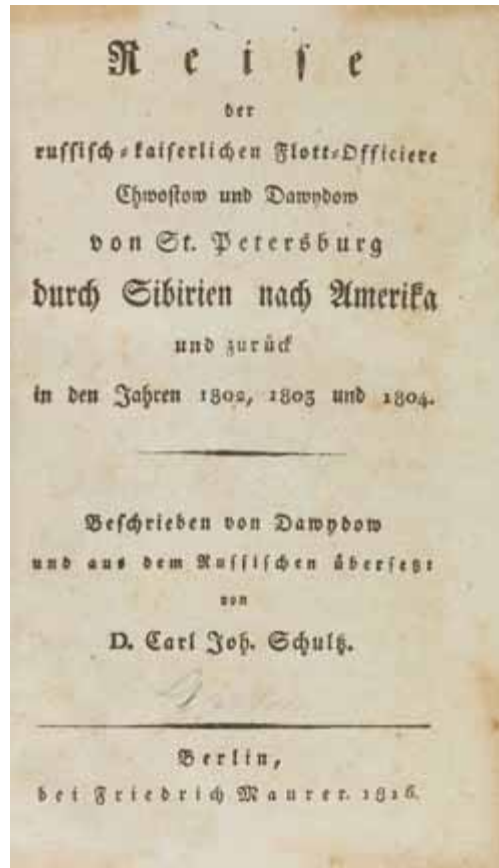 Reise
der
russisch-kaiserlichen Flott-Officiere
Chwostow und Dawydow
von St. Petersburg
durch Sibirien nach Amerika
und zurück
in den Jahren 1802, 1803 und 1804.
Beschrieben von Dawydow
und aus dem Russischen übersetzt
von
D. Carl Joh. Schultz.
Berlin,
bei Friedrich Maurer. 1816.